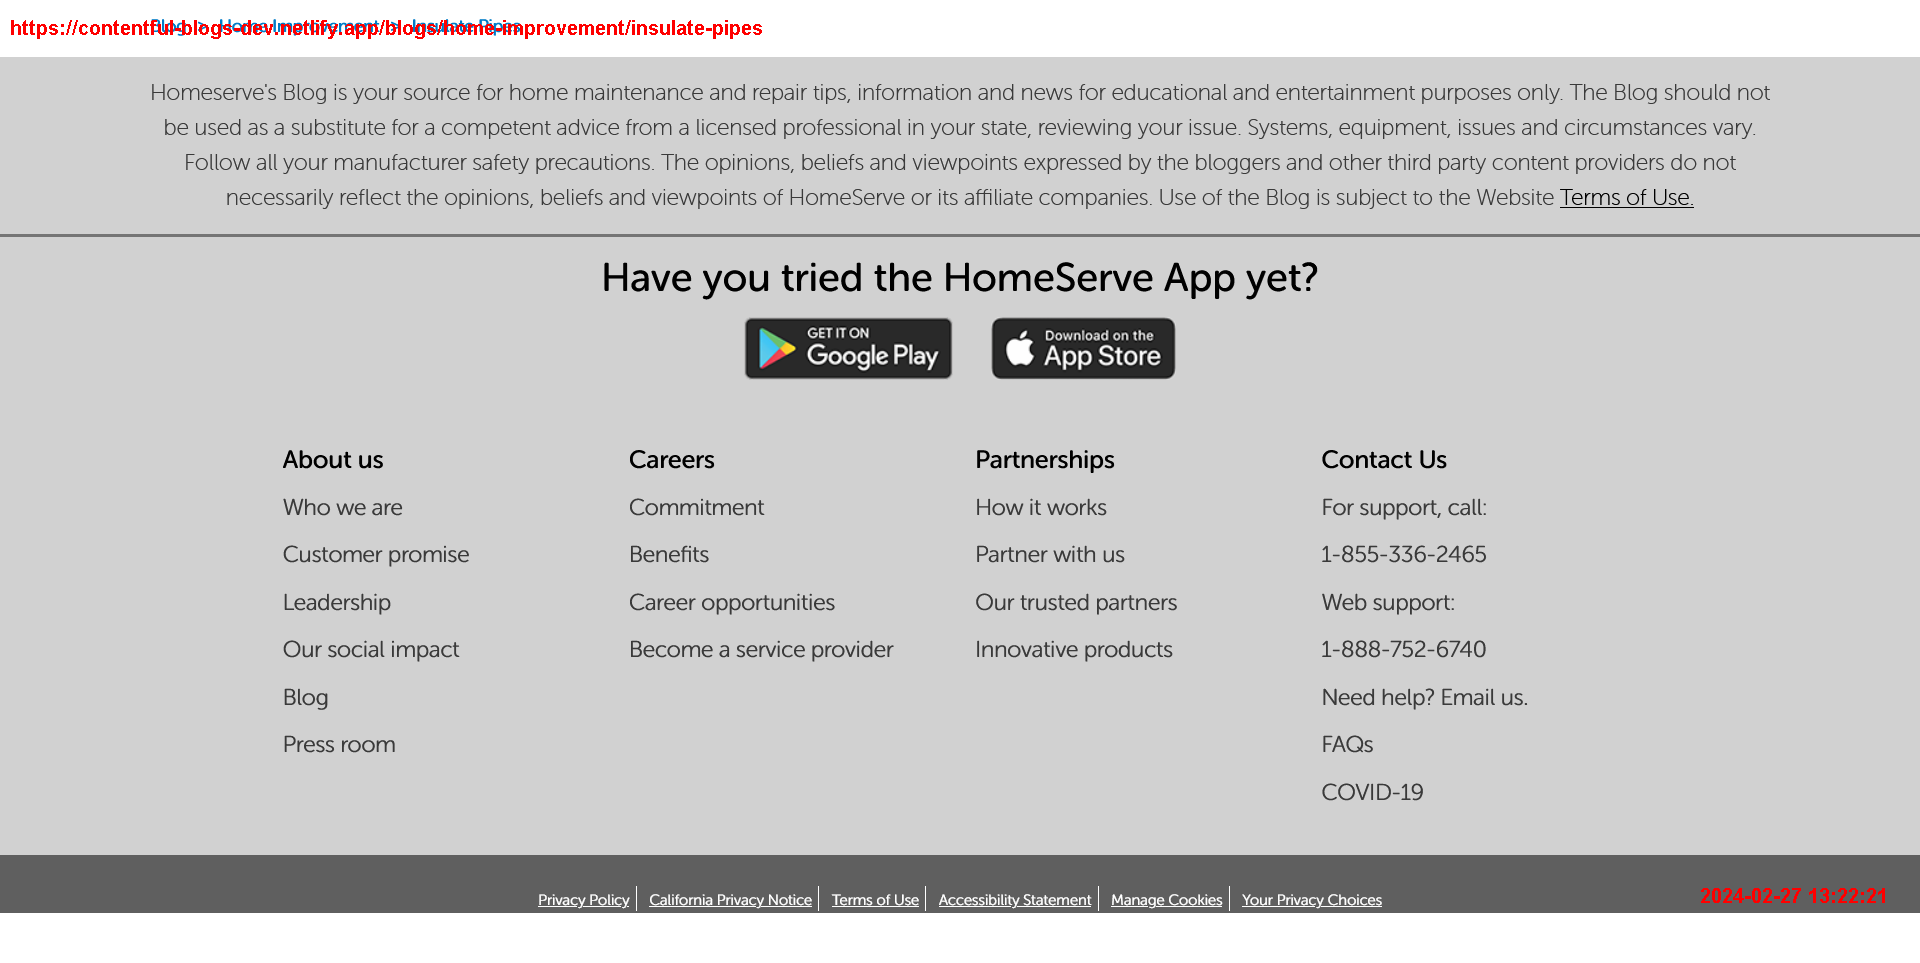 https://contentful-blogs-dev.netlify.app/blogs/home-improvement/insulate-pipes
Blog > Home Improvement > Insulate Pipes
Homeserve's Blog is your source for home maintenance and repair tips, information and news for educational and entertainment purposes only. The Blog should not
be used as a substitute for a competent advice from a licensed professional in your state, reviewing your issue. Systems, equipment, issues and circumstances vary.
Follow all your manufacturer safety precautions. The opinions, beliefs and viewpoints expressed by the bloggers and other third party content providers do not
necessarily reflect the opinions, beliefs and viewpoints of HomeServe or its affiliate companies. Use of the Blog is subject to the Website Terms of Use.
Have you tried the HomeServe App yet?
GET IT ON
Google Play
Download on the
App Store
About us
Who we are
Customer promise
Leadership
Our social impact
Blog
Press room
Careers
Commitment
Benefits
Career opportunities
Become a service provider
Partnerships
How it works
Partner with us
Our trusted partners
Innovative products
Contact Us
For support, call:
1-855-336-2465
Web support:
1-888-752-6740
Need help? Email us.
FAQs
COVID-19
Privacy Policy California Privacy Notice Terms of Use Accessibility Statement Manage Cookies Your Privacy Choices
2024-02-27 13:22:21